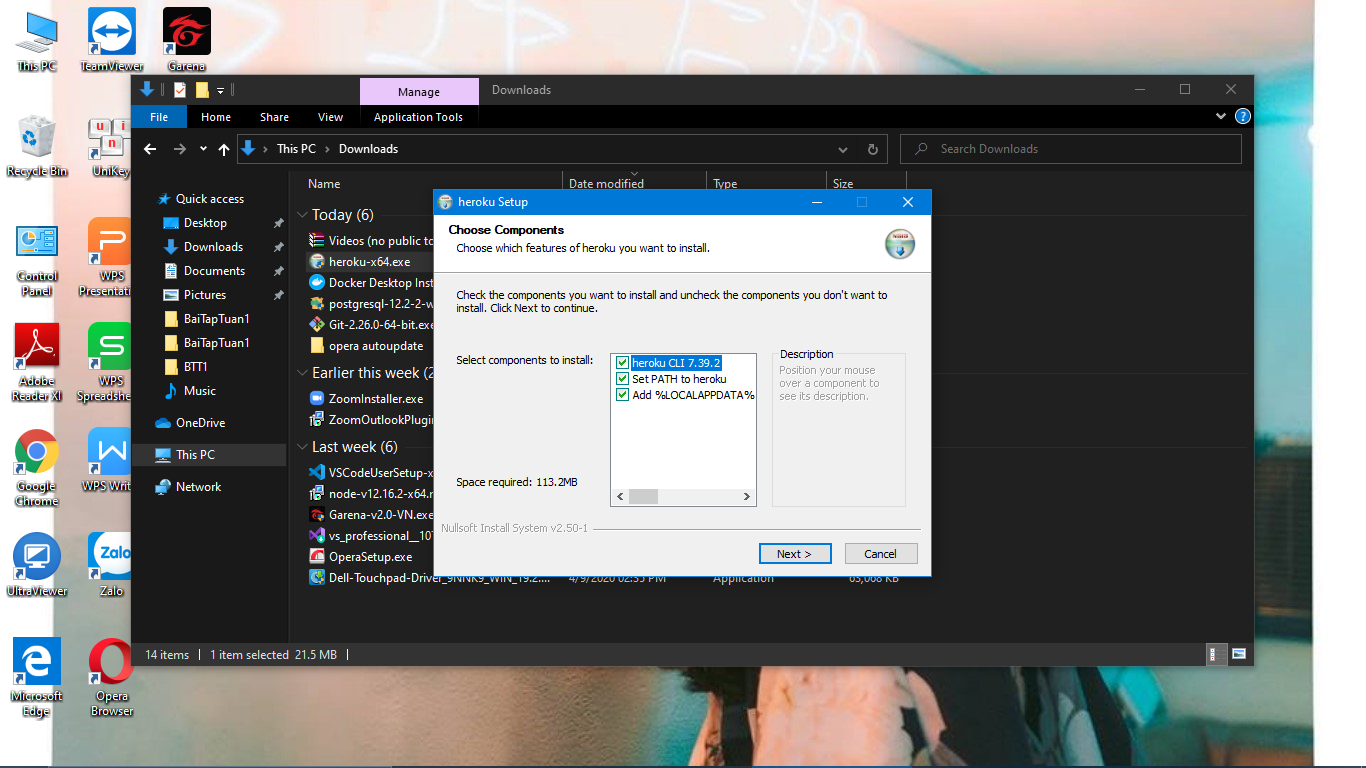 This PC
TeamViewer
Garena
Recycle Bin
UniKey
Control Panel
WPS Presentati
Adobe Reader XI
WPS Spreadshe
Google Chrome
WPS Writ
UltraViewer
Zalo
Microsoft Edge
Opera Browser
Manage
Downloads
File
Home
Share
View
Application Tools
This PC > Downloads
Search Downloads
Name
Date modified
Type
Size
Quick access
Desktop
Downloads
Documents
Pictures
BaiTapTuan1
BaiTapTuan1
BTT1
Music
OneDrive
This PC
Network
Today (6)
Videos (no public to
heroku-x64.exe
Docker Desktop Inst
postgresql-12.2-2-w
Git-2.26.0-64-bit.exe
opera autoupdate
Earlier this week (2
ZoomInstaller.exe
ZoomOutlookPlugin
Last week (6)
VSCodeUserSetup-x
node-v12.16.2-x64.
Garena-v2.0-VN.exe
vs_professional__10
OperaSetup.exe
Dell-Touchpad-Driver_9NNK9_WIN_19.2....
4/9/2020 02:35 PM
Application
63,068 KB
14 items
1 item selected 21.5 MB
heroku Setup
Choose Components
Choose which features of heroku you want to install.
Check the components you want to install and uncheck the components you don't want to
install. Click Next to continue.
Select components to install:
heroku CLI 7.39.2
Set PATH to heroku
Add %LOCALAPPDATA%
Description
Position your mouse
over a component to
see its description.
Space required: 113.2MB
Nullsoft Install System v2.50-1
Next >
Cancel